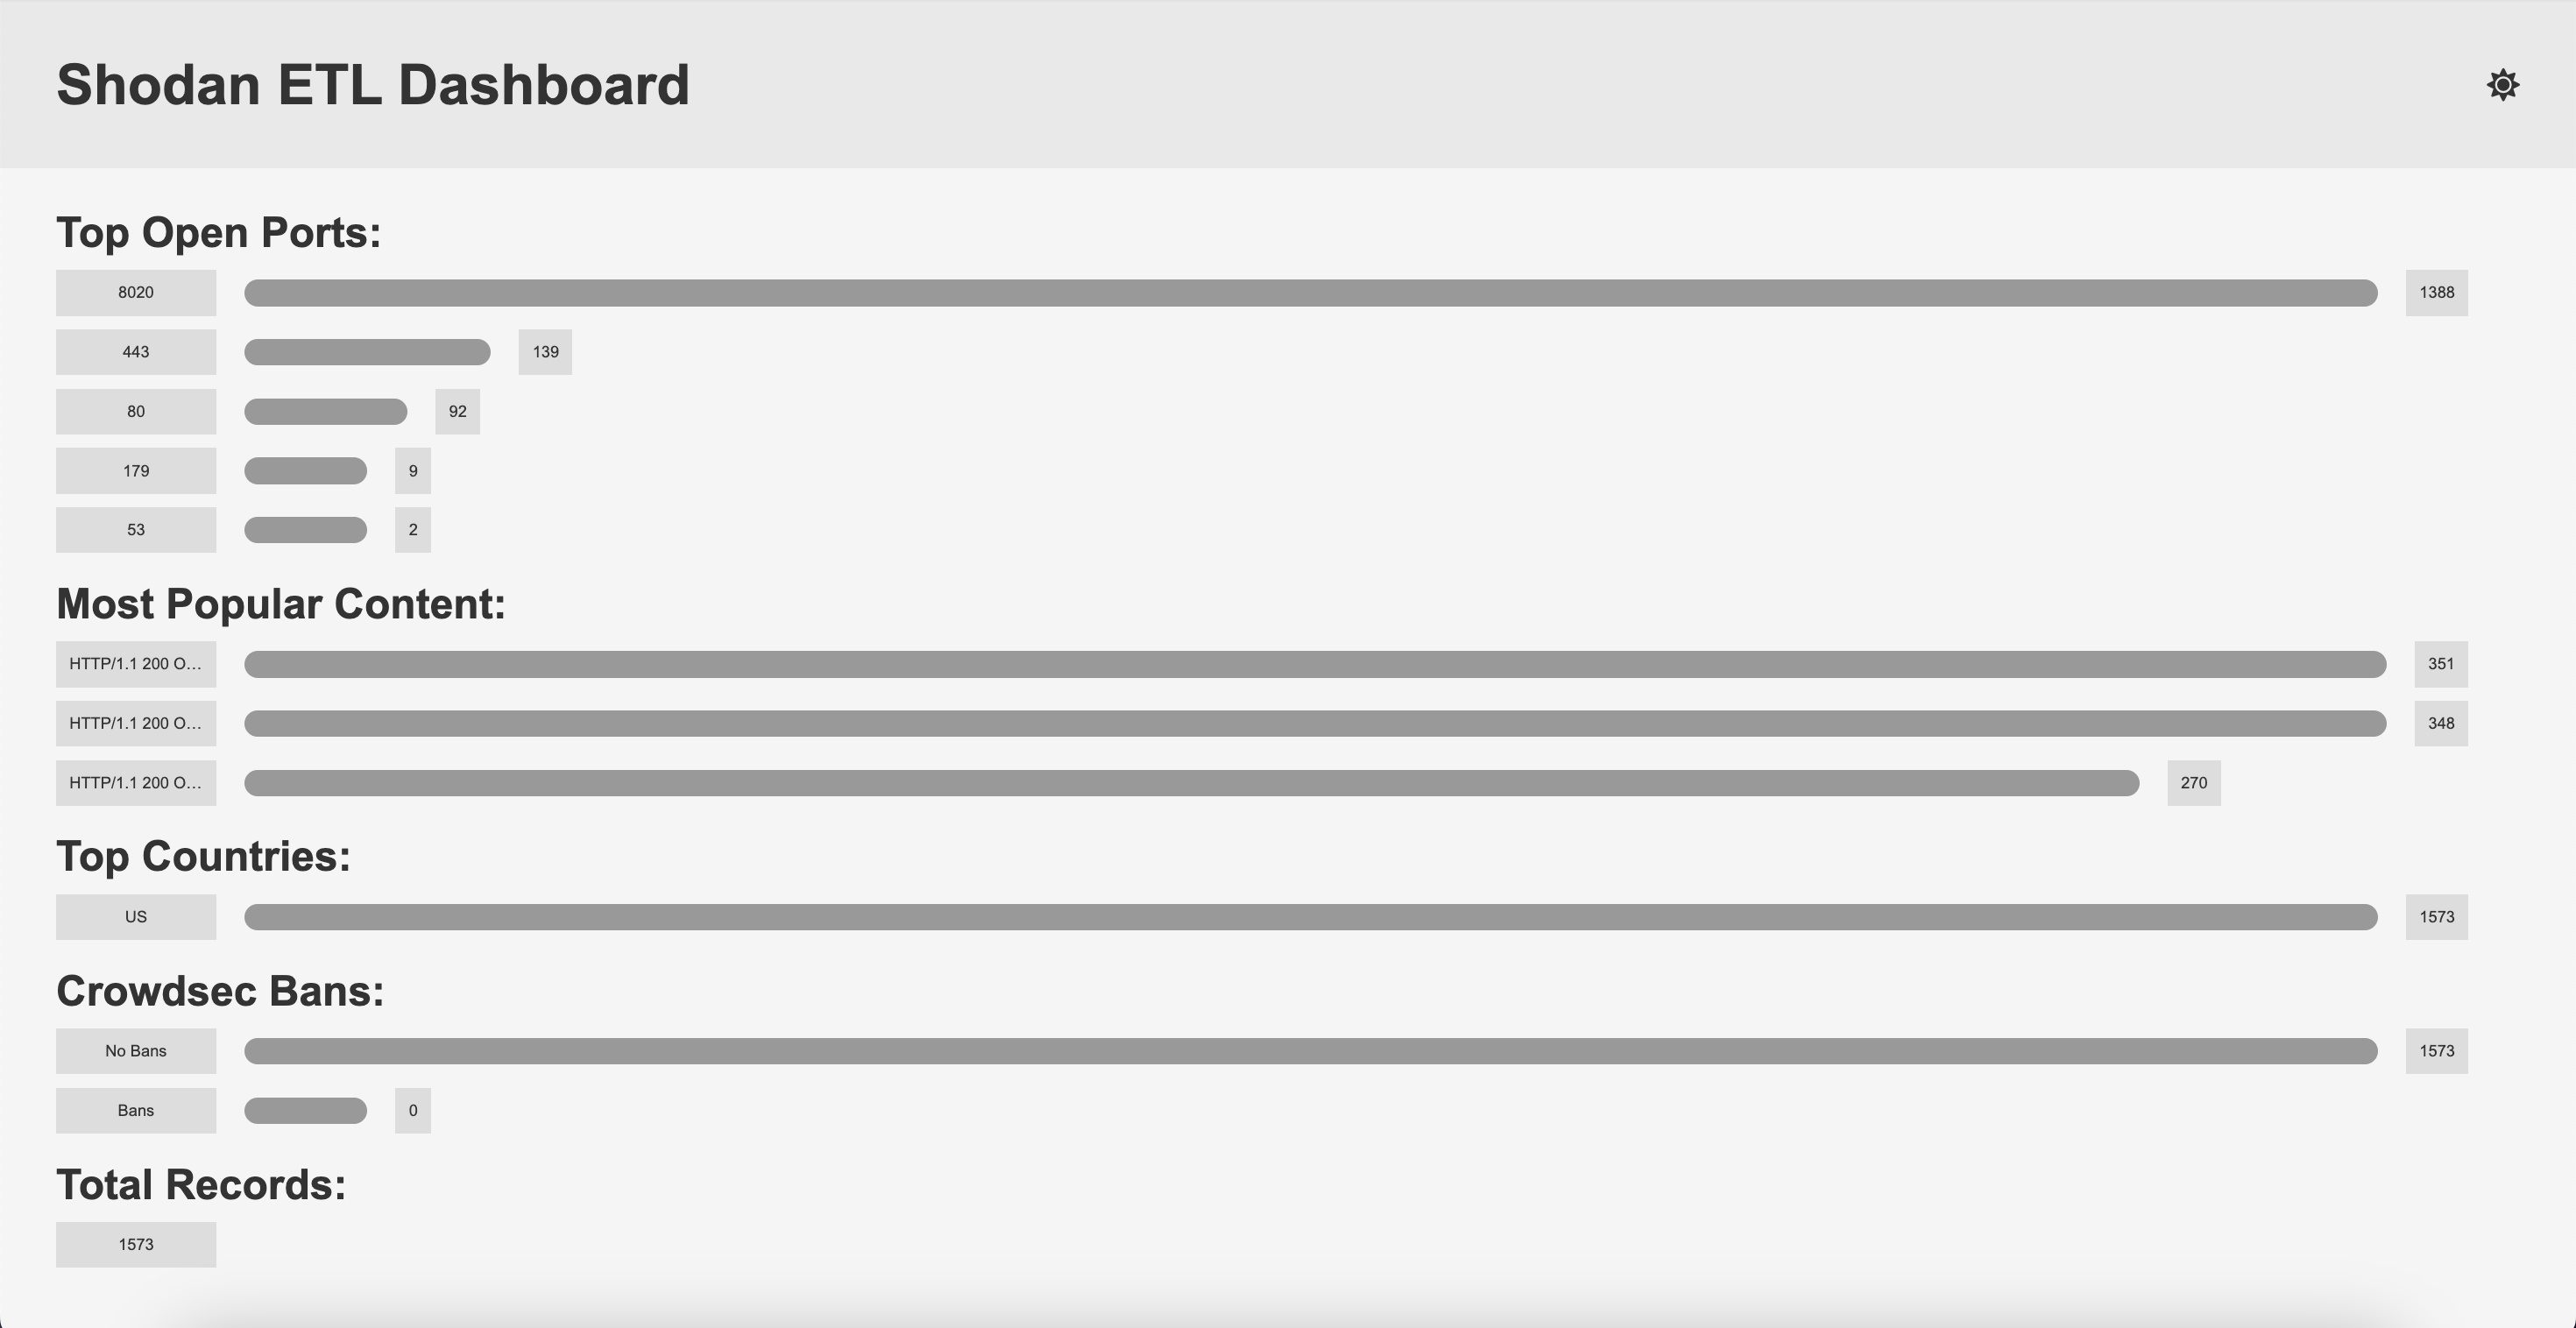 Shodan ETL Dashboard
Top Open Ports:
8020 1388
443 139
80 92
179 9
53 2
Most Popular Content:
HTTP/1.1 200 O... 351
HTTP/1.1 200 O... 348
HTTP/1.1 200 O... 270
Top Countries:
US 1573
Crowdsec Bans:
No Bans 1573
Bans 0
Total Records:
1573